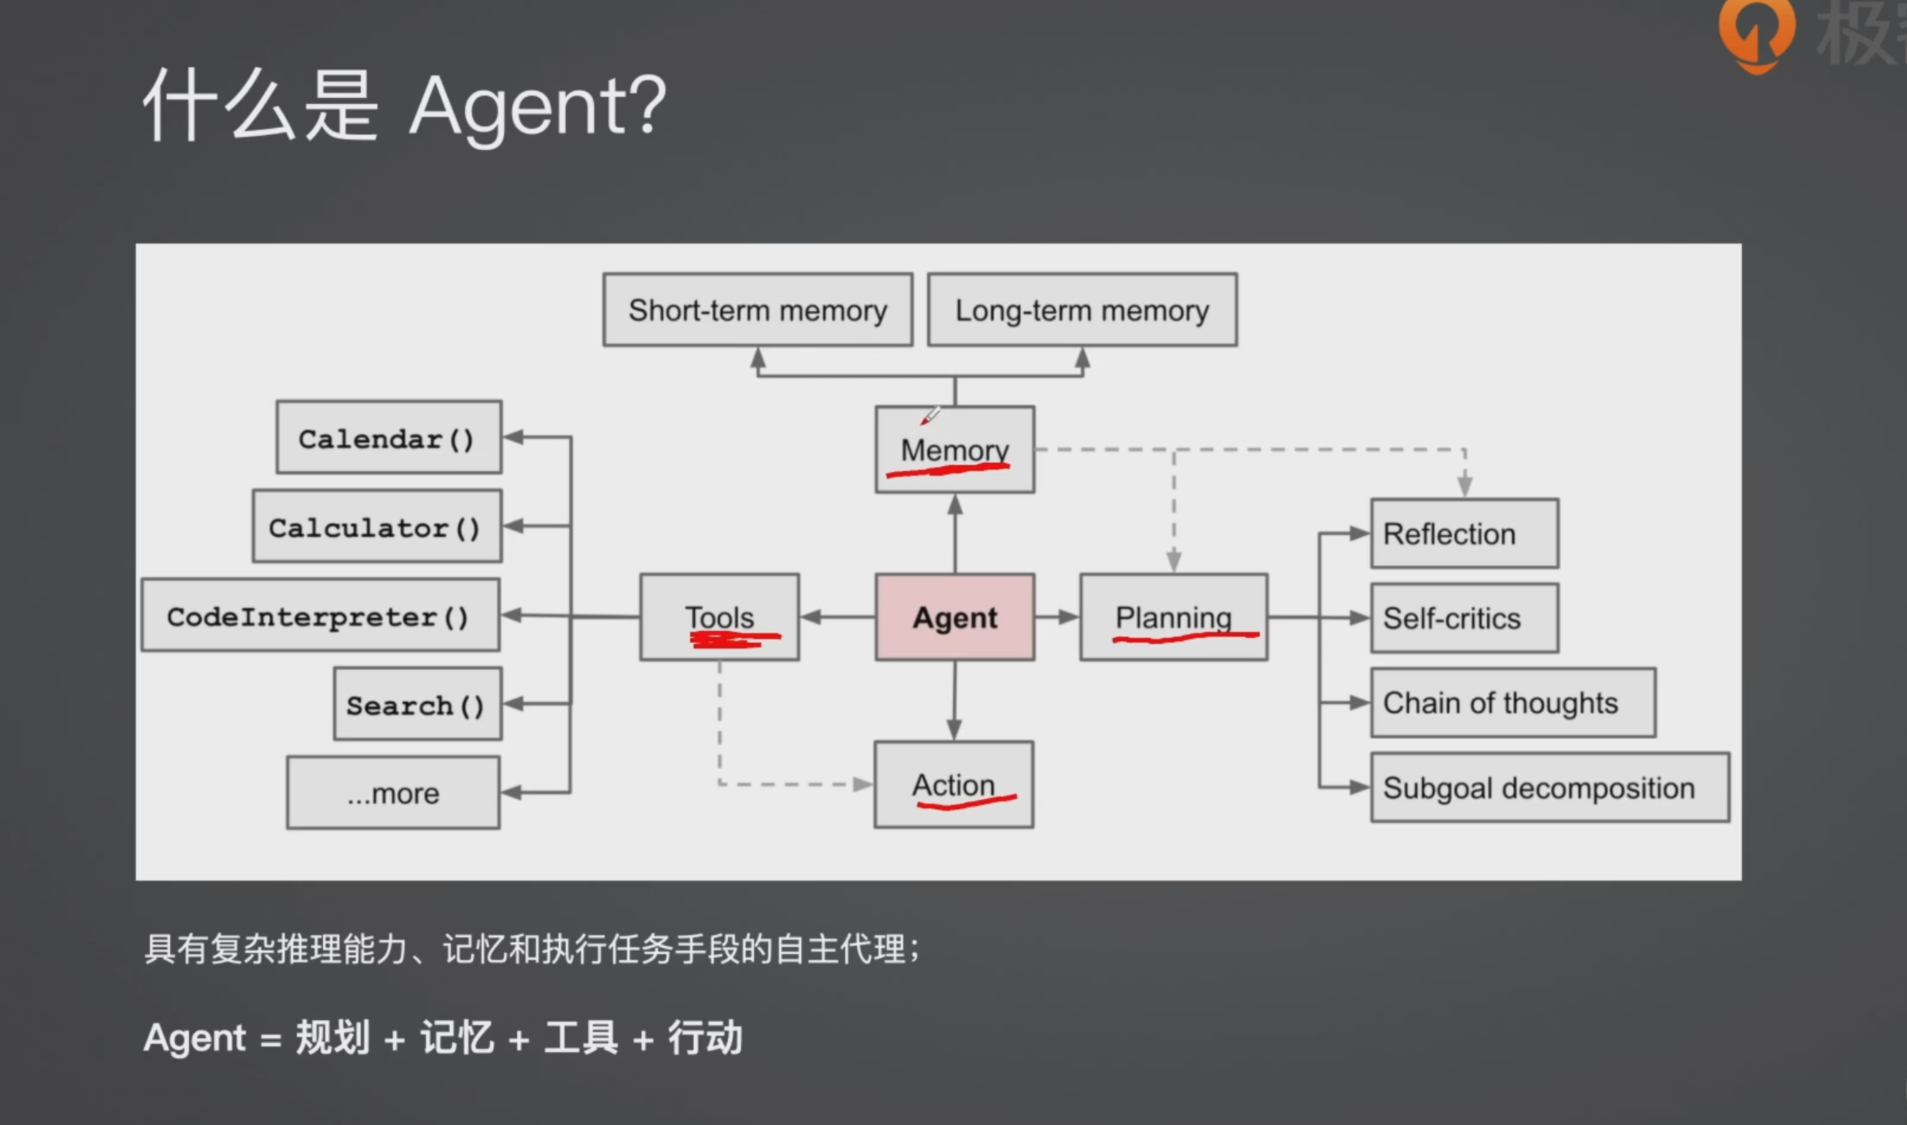 极
什么是 Agent?
Short-term memory
Long-term memory
Calendar()
Memory
Calculator()
Reflection
CodeInterpreter()
Tools
Agent
Planning
Self-critics
Search()
Chain of thoughts
...more
Action
Subgoal decomposition
具有复杂推理能力、记忆和执行任务手段的自主代理；
Agent = 规划 + 记忆 + 工具 + 行动